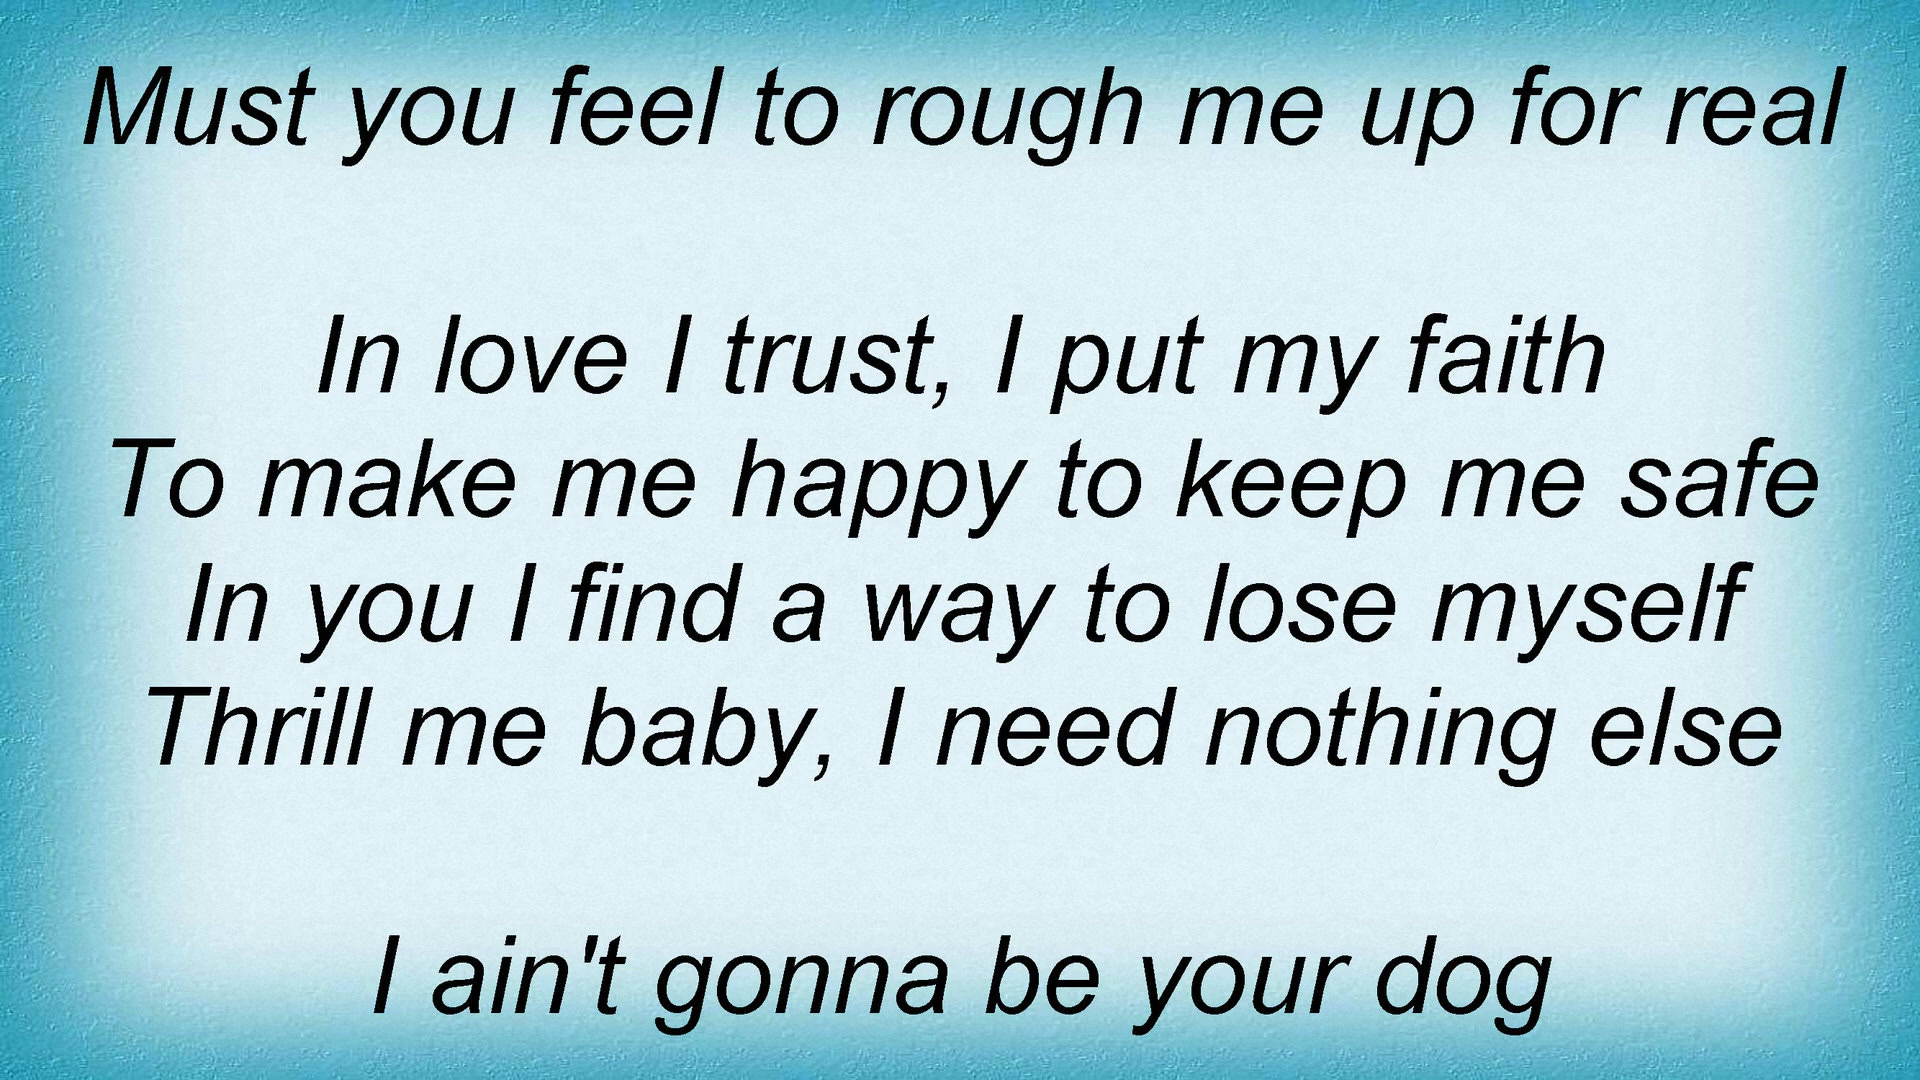 Must you feel to rough me up for real
In love I trust, I put my faith
To make me happy to keep me safe
In you I find a way to lose myself
Thrill me baby, I need nothing else
I ain't gonna be your dog